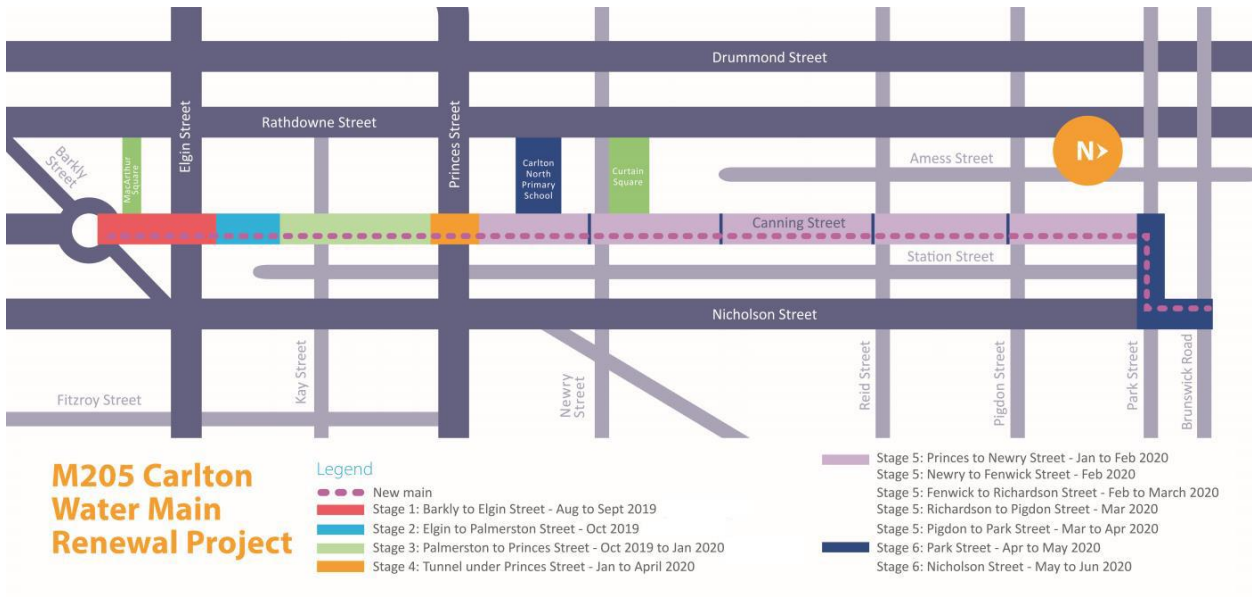 Drummond Street
Elgin Street
Princes Street
Rathdowne Street
Barkly
Street
MacArthur
Square
Carlton
North
Primary
School
Curtain
Square
N
Amess Street
Canning Street
Station Street
Nicholson Street
Kay Street
Newry
Street
Reid Street
Pigdon Street
Park Street
Brunswick Road
Fitzroy Street
M205 Carlton
Water Main
Renewal Project
Legend
New main
Stage 1: Barkly to Elgin Street - Aug to Sept 2019
Stage 2: Elgin to Palmerston Street - Oct 2019
Stage 3: Palmerston to Princes Street - Oct 2019 to Jan 2020
Stage 4: Tunnel under Princes Street - Jan to April 2020
Stage 5: Princes to Newry Street - Jan to Feb 2020
Stage 5: Newry to Fenwick Street - Feb 2020
Stage 5: Fenwick to Richardson Street - Feb to March 2020
Stage 5: Richardson to Pigdon Street - Mar 2020
Stage 5: Pigdon to Park Street - Mar to Apr 2020
Stage 6: Park Street - Apr to May 2020
Stage 6: Nicholson Street - May to Jun 2020